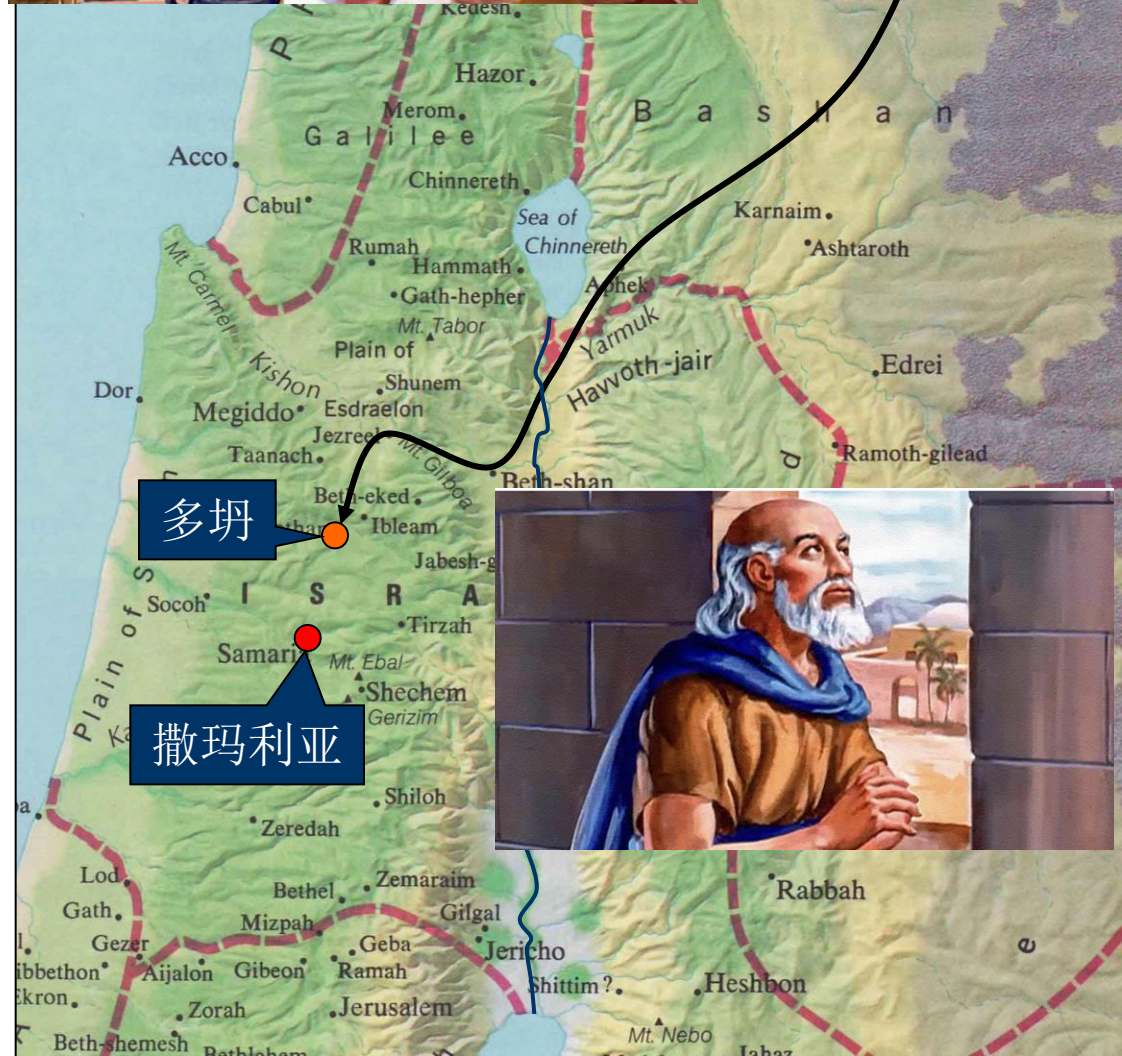 Kedesh
Hazor
Merom
Galilee
Bashan
Acco
Chinnereth
Cabul
Sea of
Chinnereth
Karnaim
Ashtaroth
Mt. Carmel
Rumah
Hammath
Aphek
Gath-hepher
Mt. Tabor
Yarmuk
Plain of
Esdraelon
Kishon
Shunem
Havvoth-jair
Edrei
Dor
Megiddo
Jezreel
Mt. Gilboa
Taanach
Ramoth-gilead
Beth-shan
Beth-eked
多坍
Ibleam
Jabesh-g
ISRA
Socoh
Tirzah
Plain of S
Samari
Mt. Ebal
Shechem
Gerizim
撒玛利亚
Shiloh
Zeredah
Lod
Bethel
Zemaraim
Rabbah
Gath
Mizpah
Gilgal
Gezer
Geba
Jericho
ibbethon
Aijalon
Gibeon
Ramah
Shittim?
Heshbon
Ekron
Zorah
Jerusalem
Mt. Nebo
Beth-shemesh
Bethlehem
Jahaz